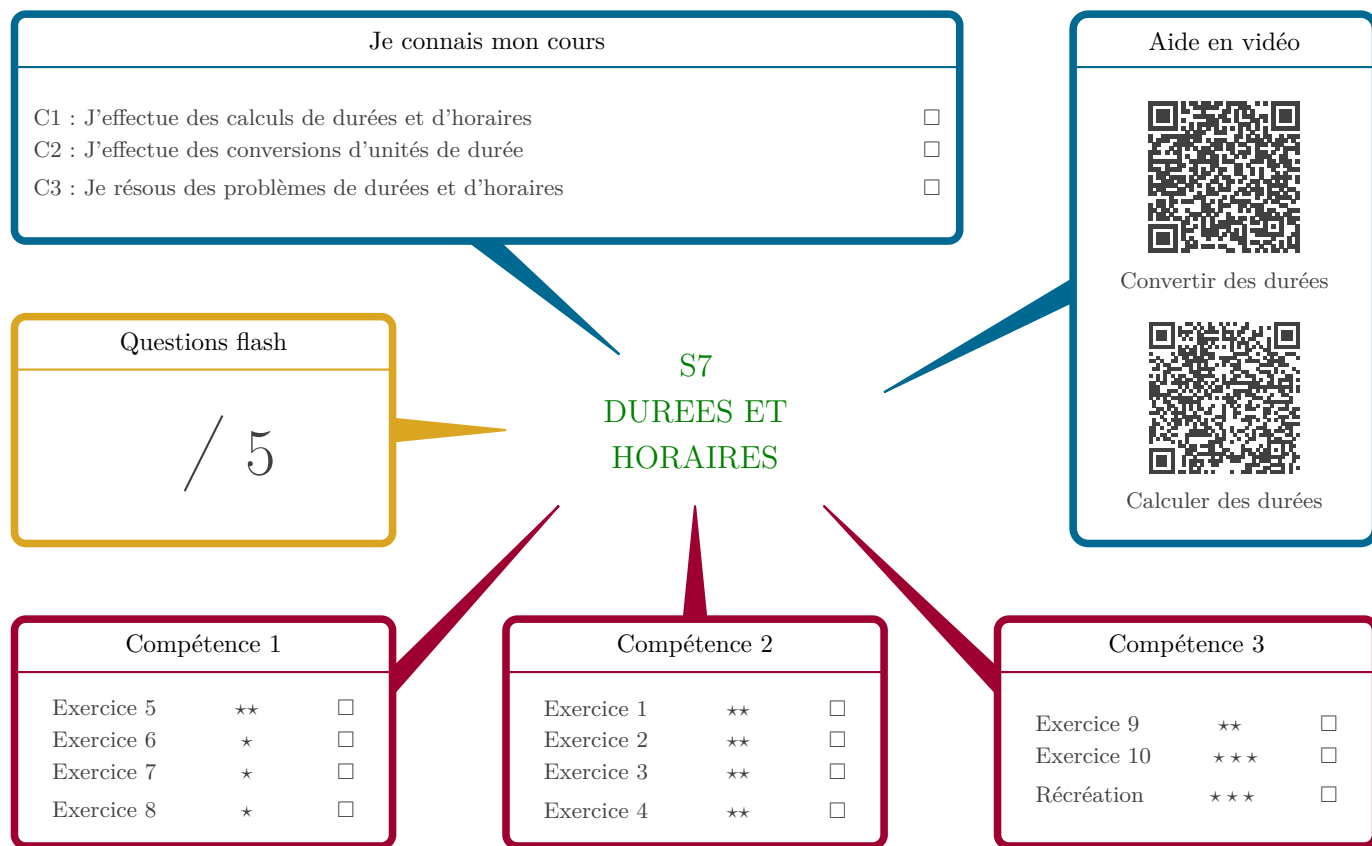 Je connais mon cours
C1 : J'effectue des calculs de durées et d'horaires □
C2 : J'effectue des conversions d'unités de durée □
C3 : Je résous des problèmes de durées et d'horaires □
Aide en vidéo
Convertir des durées
Calculer des durées
Questions flash
/ 5
S7
DUREES ET
HORAIRES
Compétence 1
Exercice 5 ⋆⋆ □
Exercice 6 ⋆ □
Exercice 7 ⋆ □
Exercice 8 ⋆ □
Compétence 2
Exercice 1 ⋆⋆ □
Exercice 2 ⋆⋆ □
Exercice 3 ⋆⋆ □
Exercice 4 ⋆⋆ □
Compétence 3
Exercice 9 ⋆⋆ □
Exercice 10 ⋆⋆⋆ □
Récréation ⋆⋆⋆ □